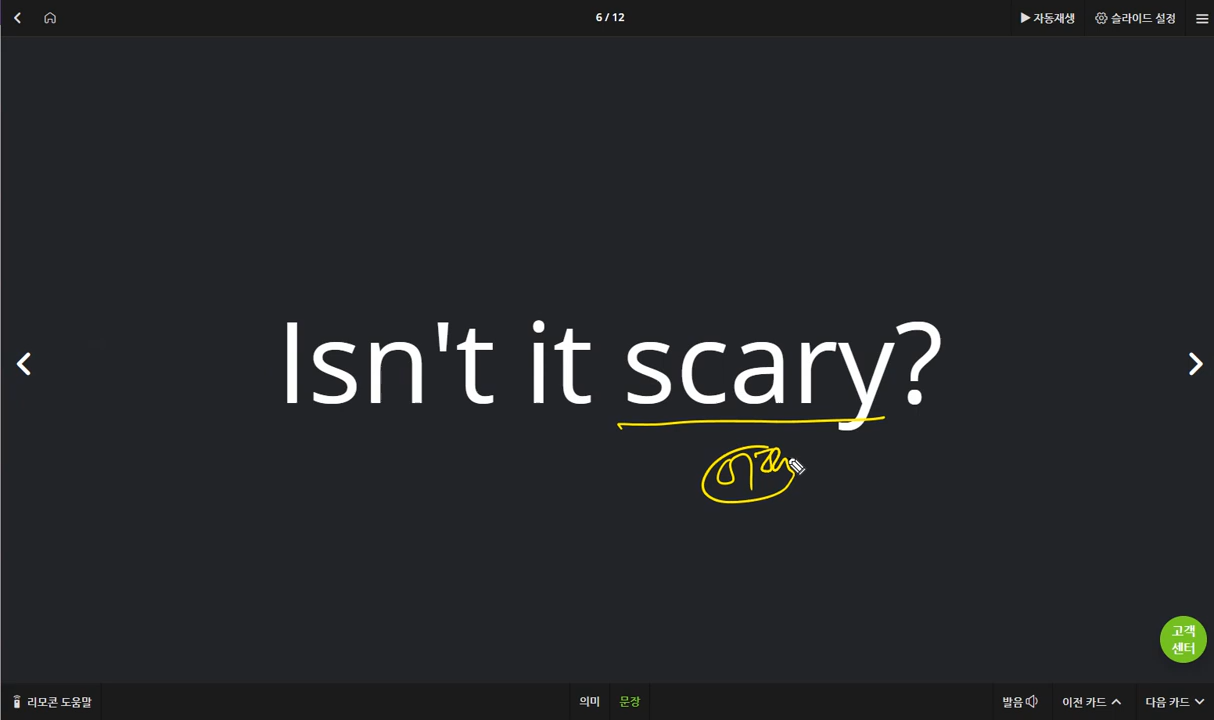 6 / 12
자동재생
슬라이드 설정
Isn't it scary?
고객
센터
리모콘 도움말
의미
문장
발음
이전 카드
다음 카드